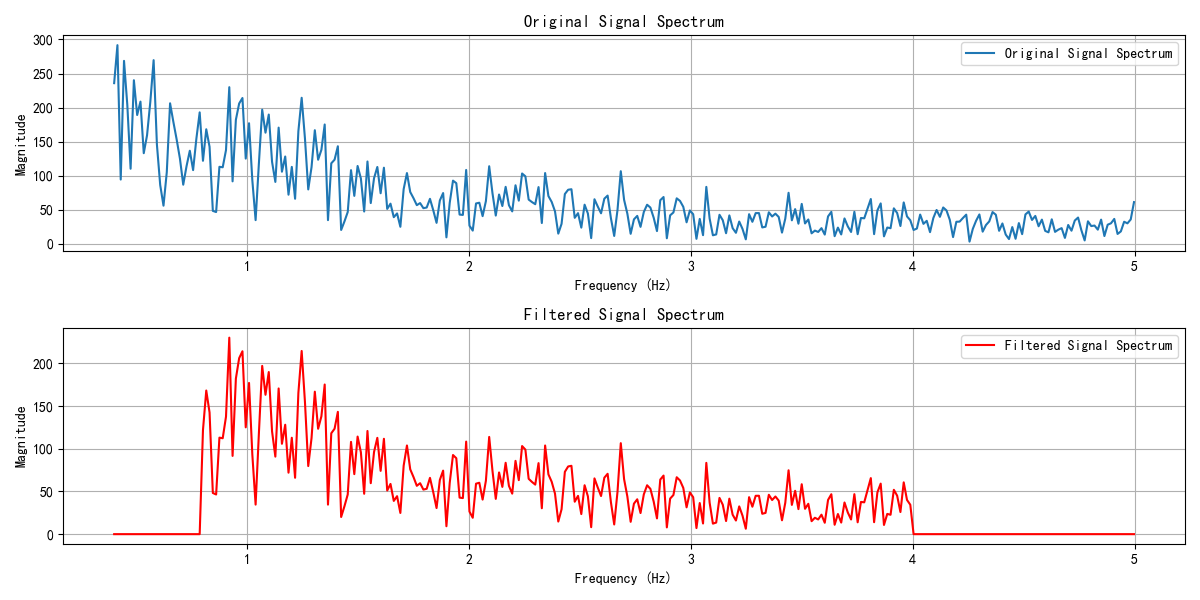 Original Signal Spectrum
300
250
200
150
100
50
0
Magnitude
Original Signal Spectrum
1 2 3 4 5
Frequency (Hz)
Filtered Signal Spectrum
200
150
100
50
0
Magnitude
Filtered Signal Spectrum
1 2 3 4 5
Frequency (Hz)